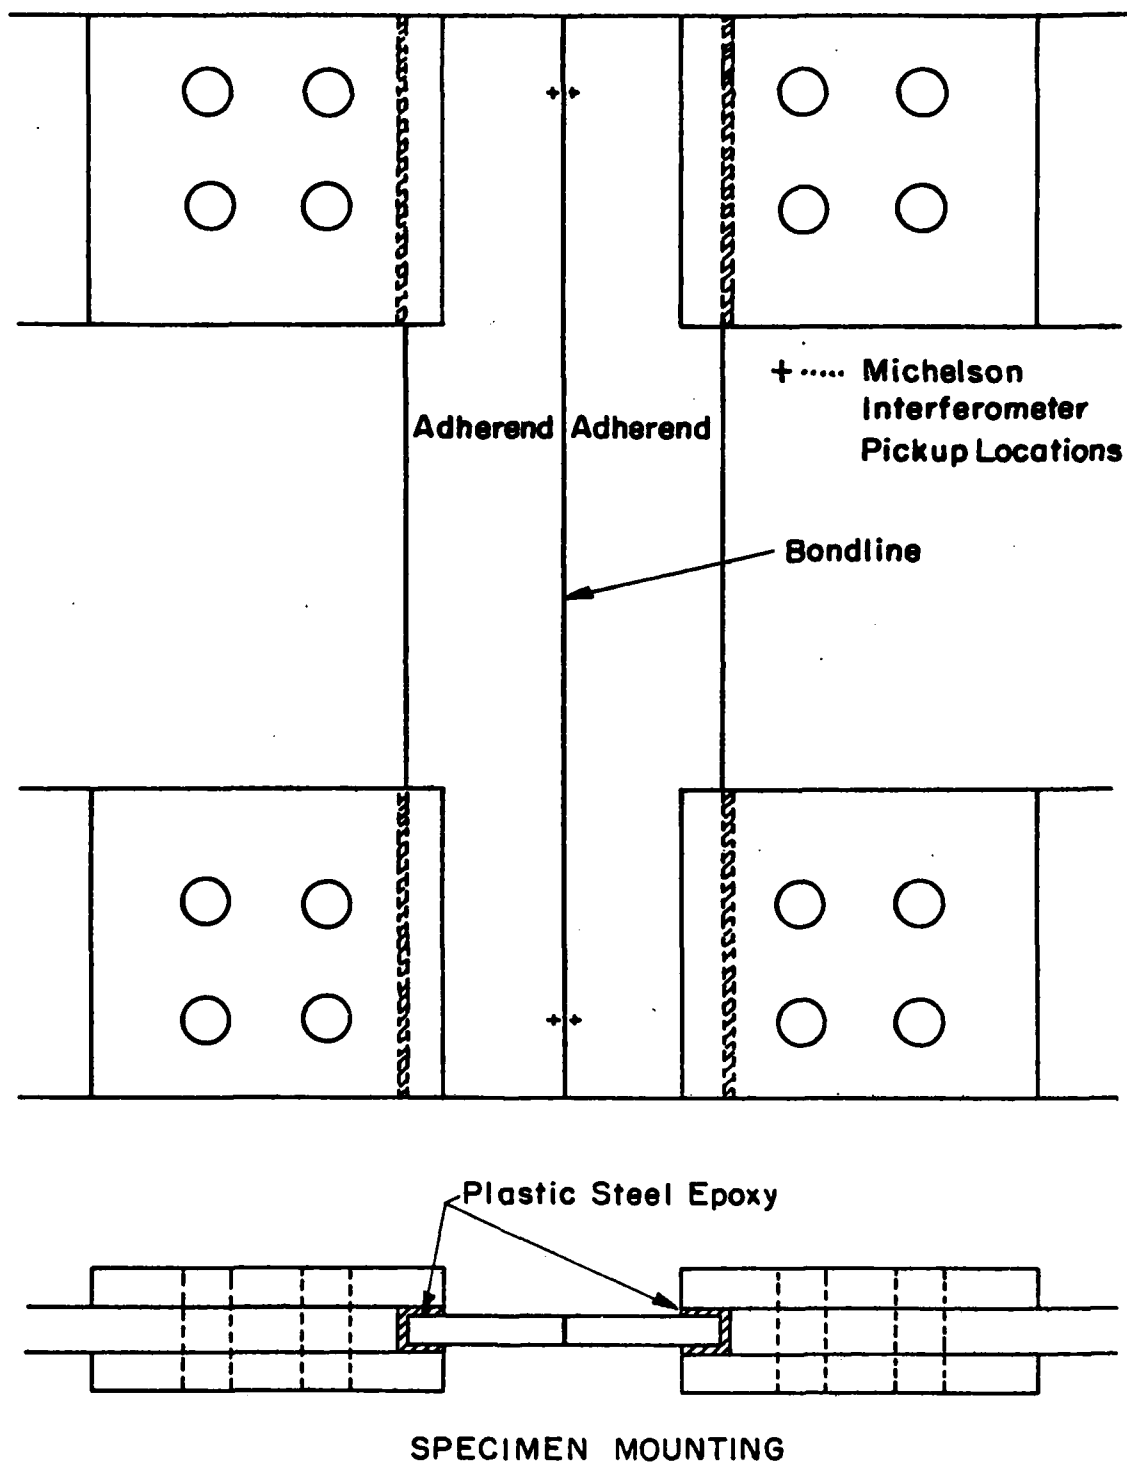 + ..... Michelson
Interferometer
Pickup Locations
Adherend Adherend
Bondline
Plastic Steel Epoxy
SPECIMEN MOUNTING